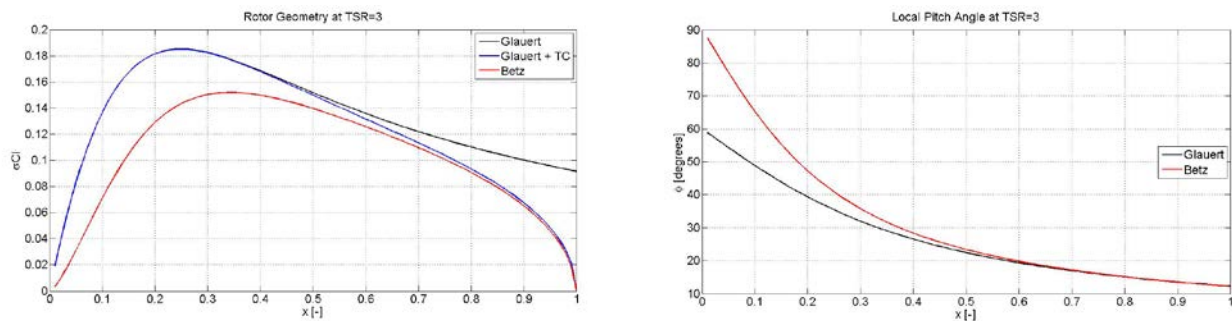 Rotor Geometry at TSR=3
σCl
0.2
0.18
0.16
0.14
0.12
0.1
0.08
0.06
0.04
0.02
0
0 0.1 0.2 0.3 0.4 0.5 0.6 0.7 0.8 0.9 1
x [-]
Glauert
Glauert + TC
Betz
Local Pitch Angle at TSR=3
ϕ [degrees]
90
80
70
60
50
40
30
20
10
0 0.1 0.2 0.3 0.4 0.5 0.6 0.7 0.8 0.9 1
x [-]
Glauert
Betz